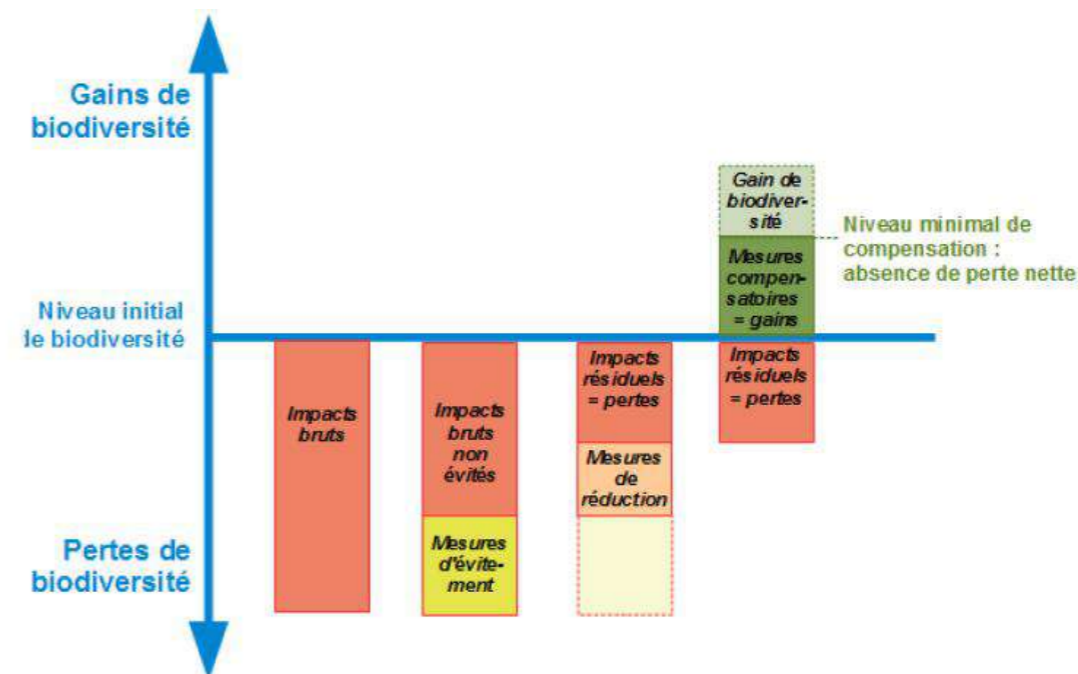 Gains de
biodiversité
Gain de
biodiver-
sité
Niveau minimal de
compensation :
absence de perte nette
Mesures
compen-
satoires
= gains
Niveau initial
de biodiversité
Impacts
bruts
Impacts
bruts
non
évités
Impacts
résiduels
= pertes
Impacts
résiduels
= pertes
Mesures
de
réduction
Pertes de
biodiversité
Mesures
d'évite-
ment